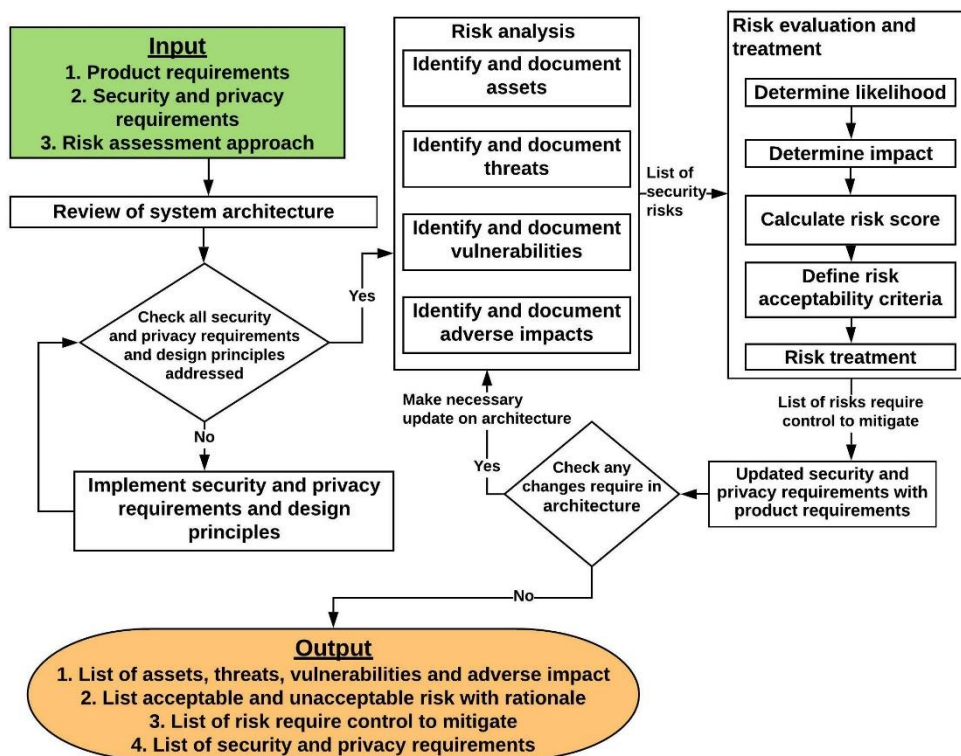 Input
1. Product requirements
2. Security and privacy
requirements
3. Risk assessment approach
Review of system architecture
Check all security
and privacy requirements
and design principles
addressed
Yes
No
Implement security and privacy
requirements and design
principles
Risk analysis
Identify and document
assets
Identify and document
threats
Identify and document
vulnerabilities
Identify and document
adverse impacts
List of
security
risks
Risk evaluation and
treatment
Determine likelihood
Determine impact
Calculate risk score
Define risk
acceptability criteria
Risk treatment
List of risks require
control to mitigate
Updated security and
privacy requirements with
product requirements
Check any
changes require in
architecture
Make necessary
update on architecture
Yes
No
Output
1. List of assets, threats, vulnerabilities and adverse impact
2. List acceptable and unacceptable risk with rationale
3. List of risk require control to mitigate
4. List of security and privacy requirements